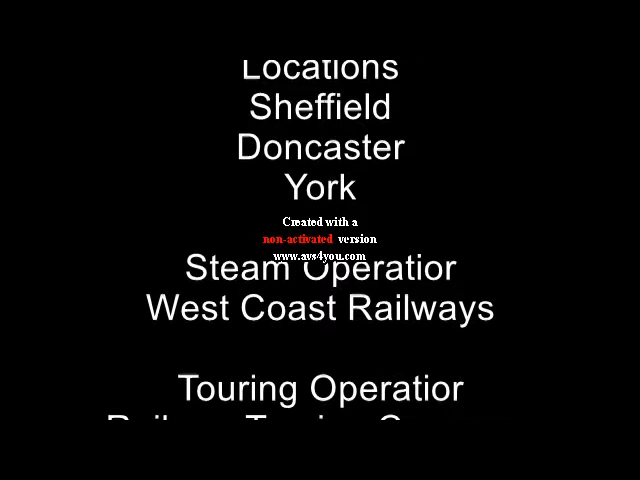 Locations
Sheffield
Doncaster
York
Created with a
non-activated version
www.avs4you.com
Steam Operatior
West Coast Railways
Touring Operatior